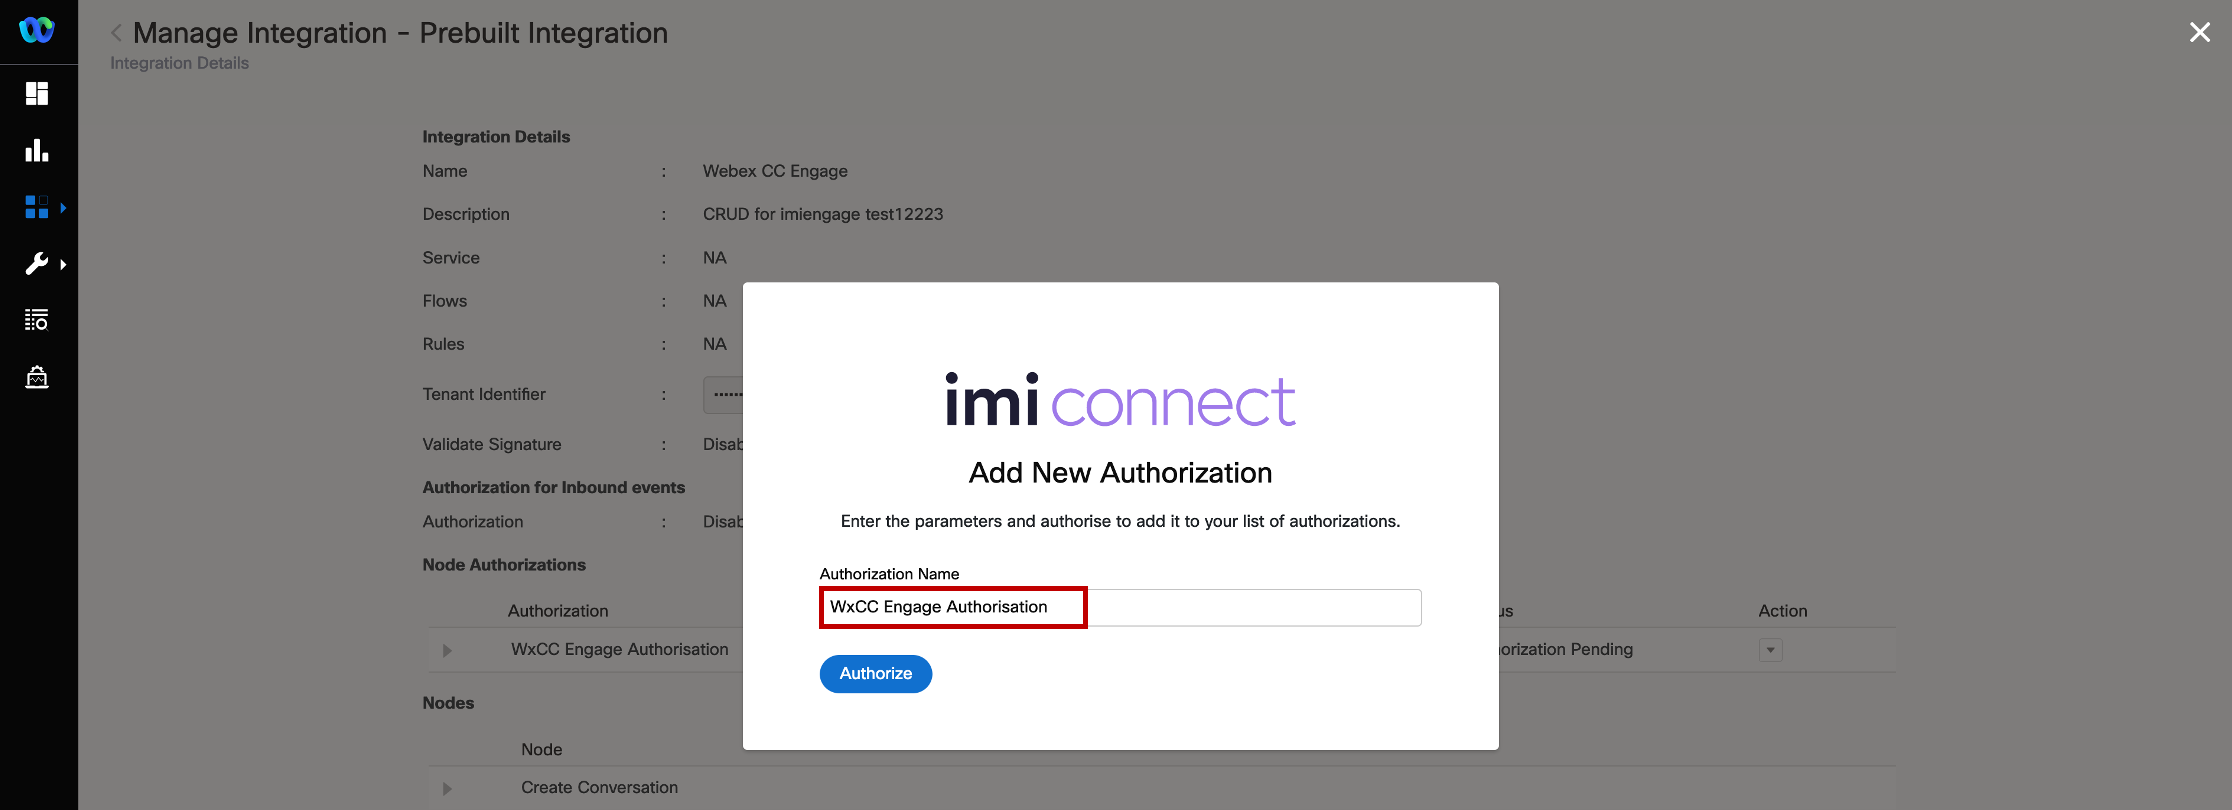 Manage Integration - Prebuilt Integration
Integration Details
Integration Details
Name : Webex CC Engage
Description : CRUD for imiengage test12223
Service : NA
Flows : NA
Rules : NA
Tenant Identifier :
Validate Signature : Disab
Authorization for Inbound events
Authorization : Disab
Node Authorizations
Authorization us Action
WxCC Engage Authorisation orization Pending
Nodes
Node
Create Conversation
imi connect
Add New Authorization
Enter the parameters and authorise to add it to your list of authorizations.
Authorization Name
WxCC Engage Authorisation
Authorize